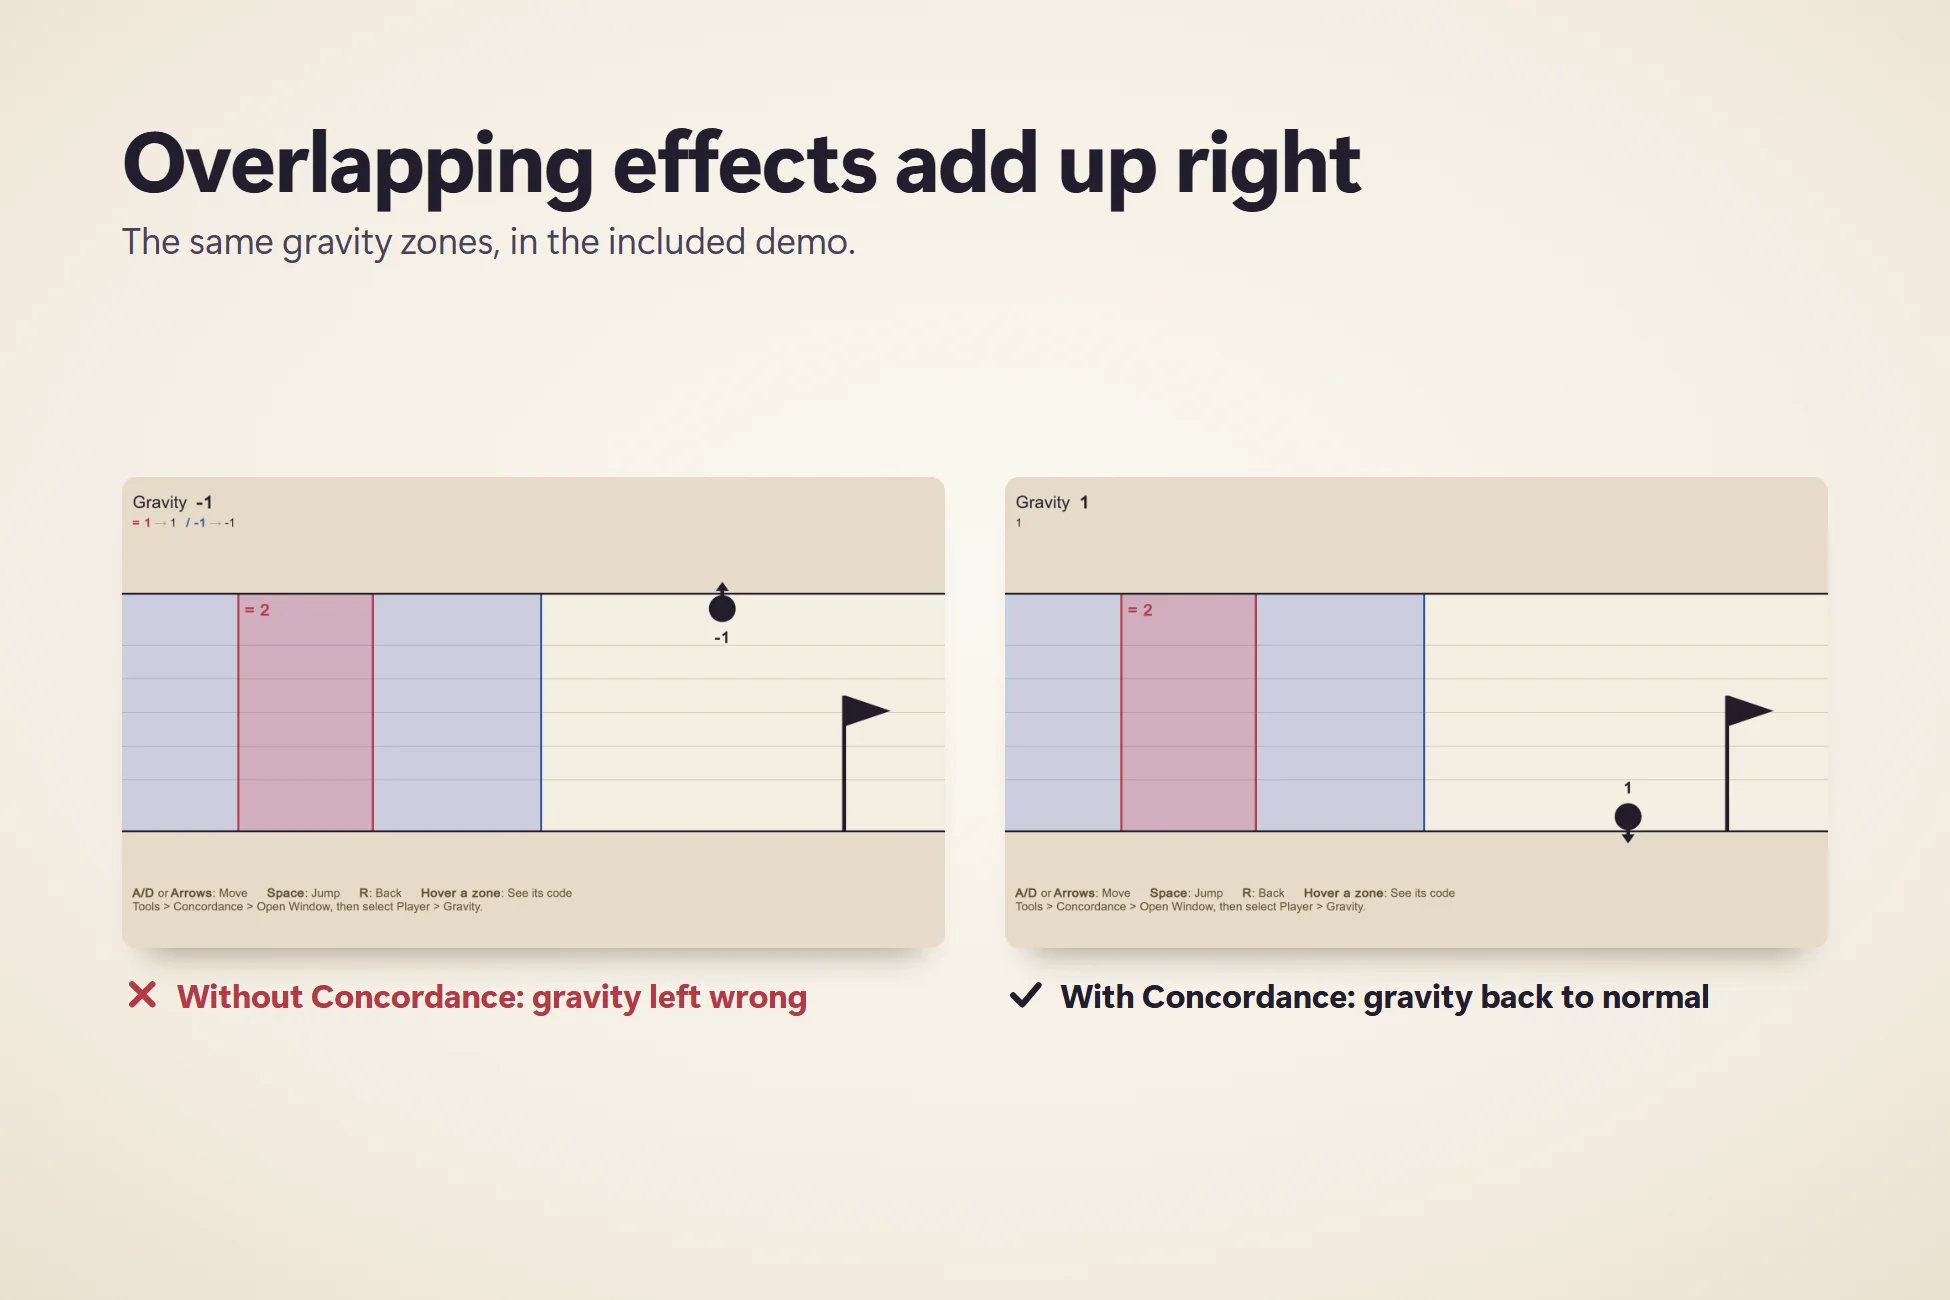 Overlapping effects add up right
The same gravity zones, in the included demo.
Gravity -1
= 1 → 1 / -1 → -1
= 2
-1
A/D or Arrows: Move Space: Jump R: Back Hover a zone: See its code
Tools > Concordance > Open Window, then select Player > Gravity.
✕ Without Concordance: gravity left wrong
Gravity 1
1
= 2
1
A/D or Arrows: Move Space: Jump R: Back Hover a zone: See its code
Tools > Concordance > Open Window, then select Player > Gravity.
✓ With Concordance: gravity back to normal